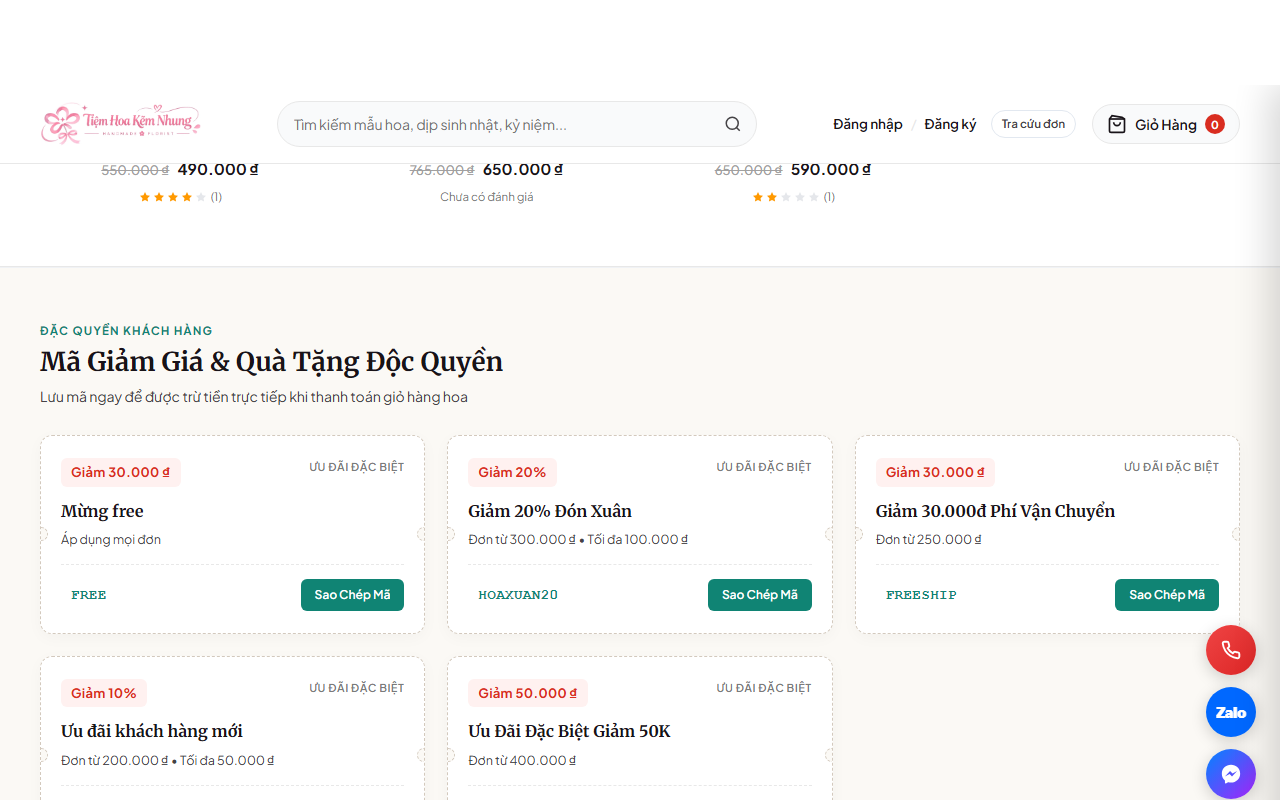 Tiệm Hoa Kẽm Nhung
HANDMADE FLORIST
Tìm kiếm mẫu hoa, dịp sinh nhật, kỷ niệm...
Đăng nhập / Đăng ký
Tra cứu đơn
Giỏ Hàng 0
550.000 ₫ 490.000 ₫
765.000 ₫ 650.000 ₫
650.000 ₫ 590.000 ₫
(1)
Chưa có đánh giá
(1)
ĐẶC QUYỀN KHÁCH HÀNG
Mã Giảm Giá & Quà Tặng Độc Quyền
Lưu mã ngay để được trừ tiền trực tiếp khi thanh toán giỏ hàng hoa
Giảm 30.000 ₫
ƯU ĐÃI ĐẶC BIỆT
Mừng free
Áp dụng mọi đơn
FREE
Sao Chép Mã
Giảm 20%
ƯU ĐÃI ĐẶC BIỆT
Giảm 20% Đón Xuân
Đơn từ 300.000 ₫ • Tối đa 100.000 ₫
HOAXUAN20
Sao Chép Mã
Giảm 30.000 ₫
ƯU ĐÃI ĐẶC BIỆT
Giảm 30.000đ Phí Vận Chuyển
Đơn từ 250.000 ₫
FREESHIP
Sao Chép Mã
Giảm 10%
ƯU ĐÃI ĐẶC BIỆT
Ưu đãi khách hàng mới
Đơn từ 200.000 ₫ • Tối đa 50.000 ₫
Giảm 50.000 ₫
ƯU ĐÃI ĐẶC BIỆT
Ưu Đãi Đặc Biệt Giảm 50K
Đơn từ 400.000 ₫
Zalo